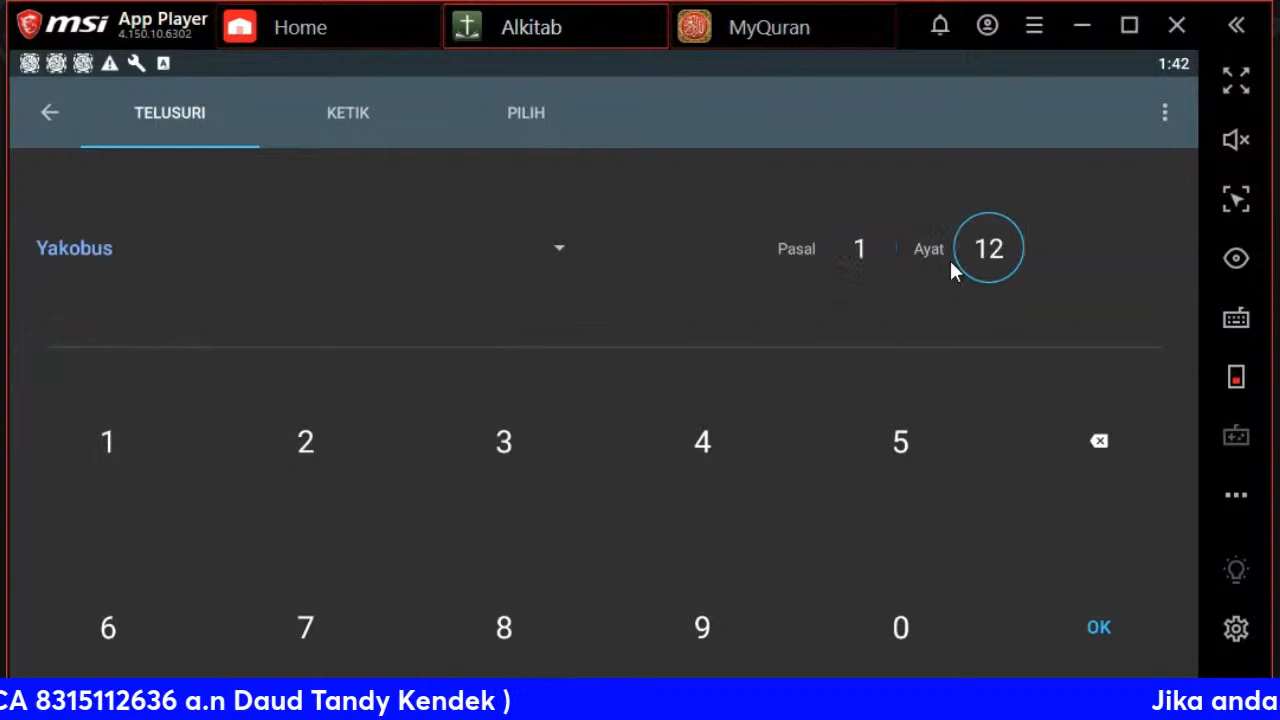 msi App Player
4.150.10.6302
Home
Alkitab
MyQuran
1:42
TELUSURI
KETIK
PILIH
Yakobus
Pasal 1 Ayat 12
1 2 3 4 5
6 7 8 9 0 OK
CA 8315112636 a.n Daud Tandy Kendek ) Jika anda